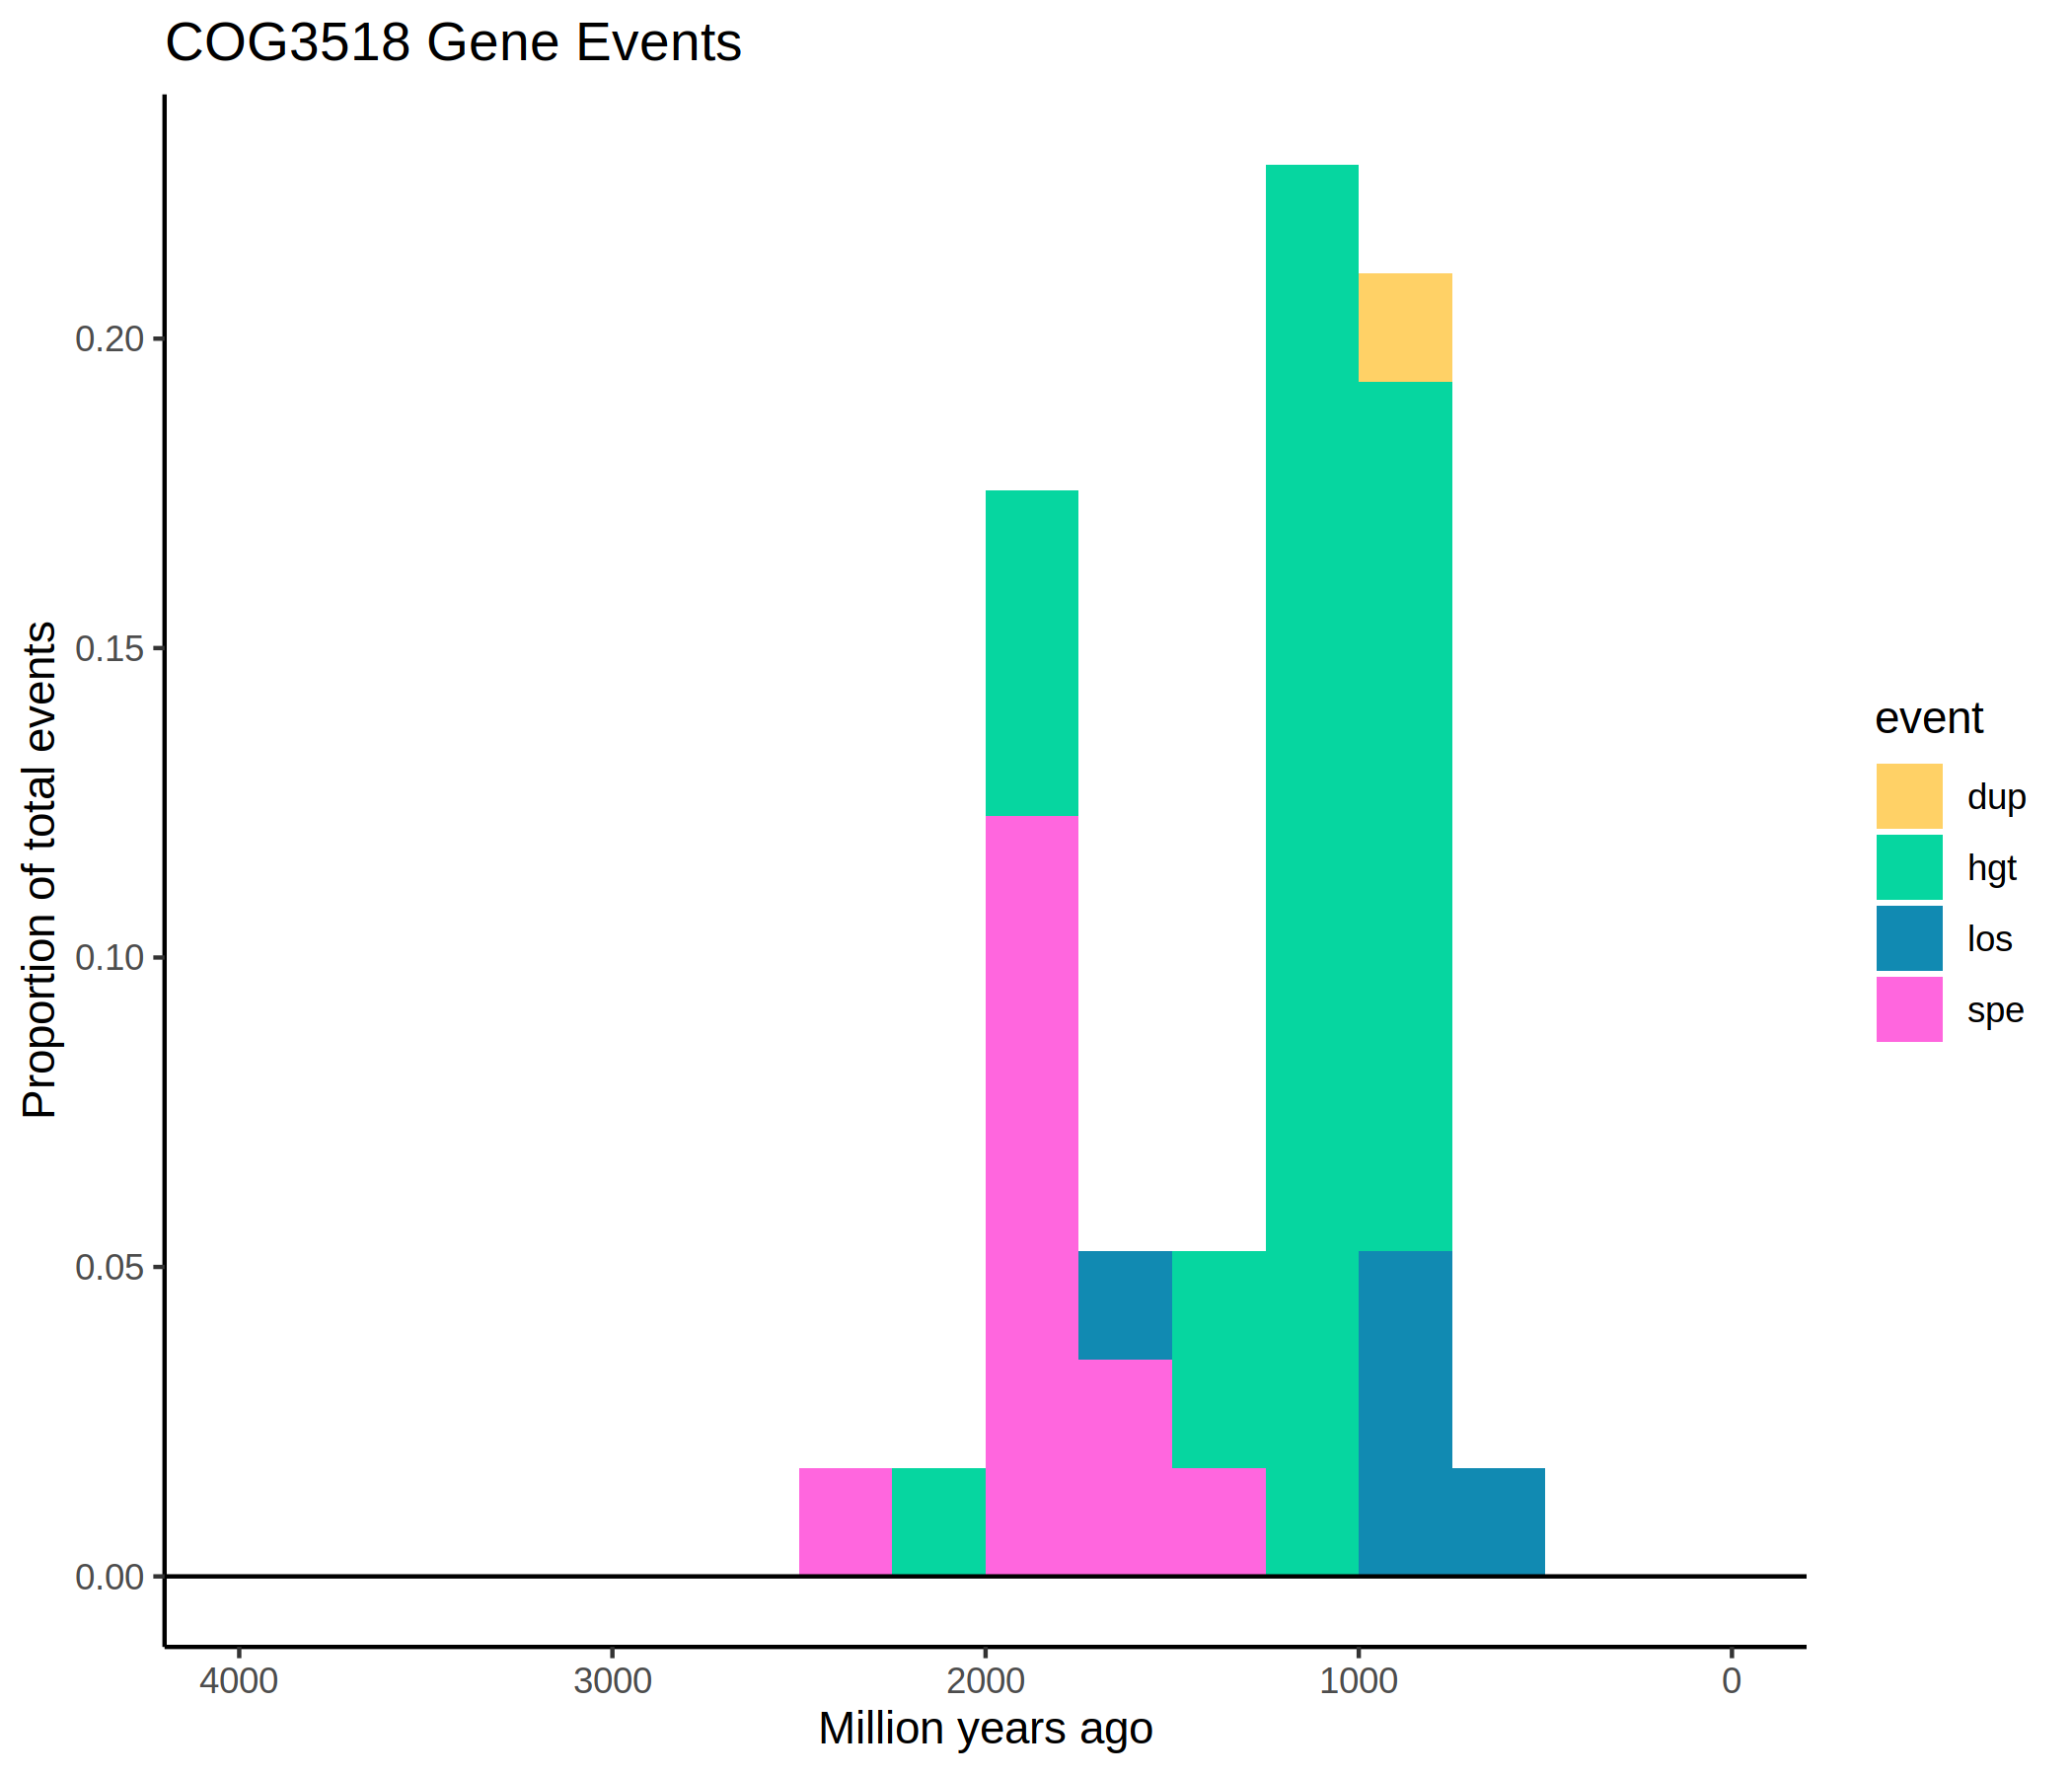 COG3518 Gene Events
Proportion of total events
0.20
0.15
0.10
0.05
0.00
4000 3000 2000 1000 0
Million years ago
event
dup
hgt
los
spe